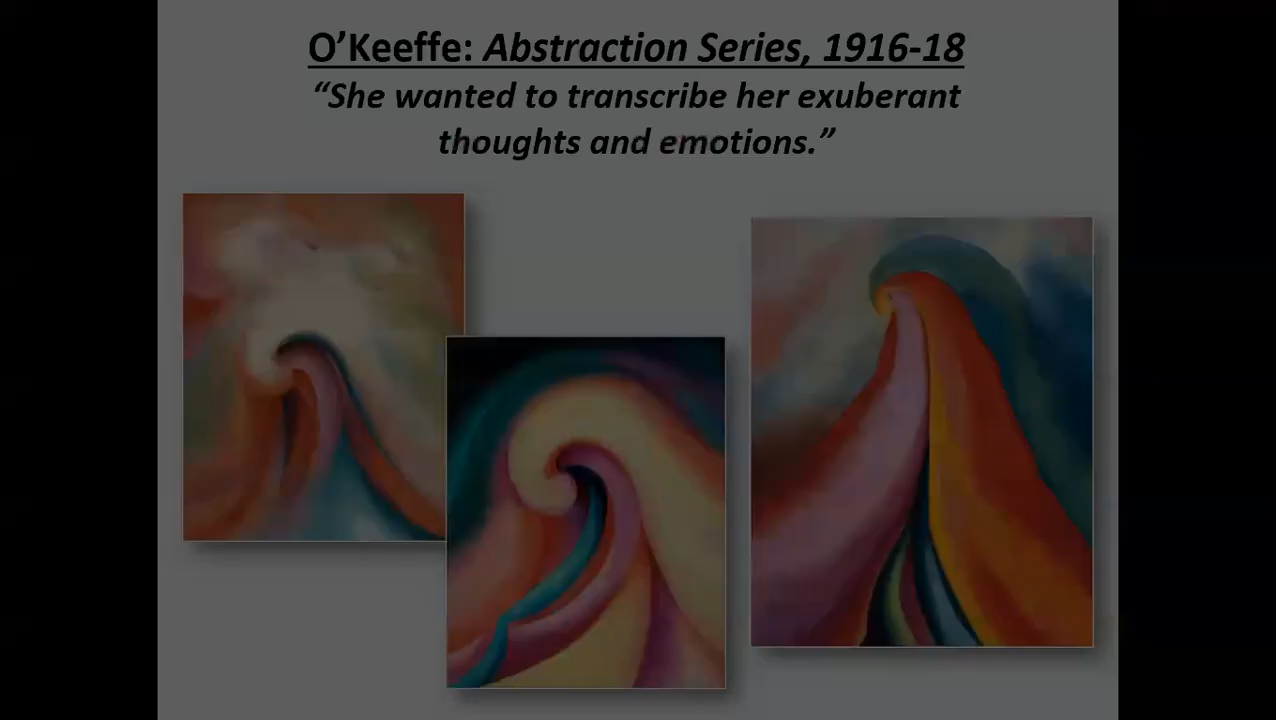 O’Keeffe: Abstraction Series, 1916-18
“She wanted to transcribe her exuberant
thoughts and emotions.”